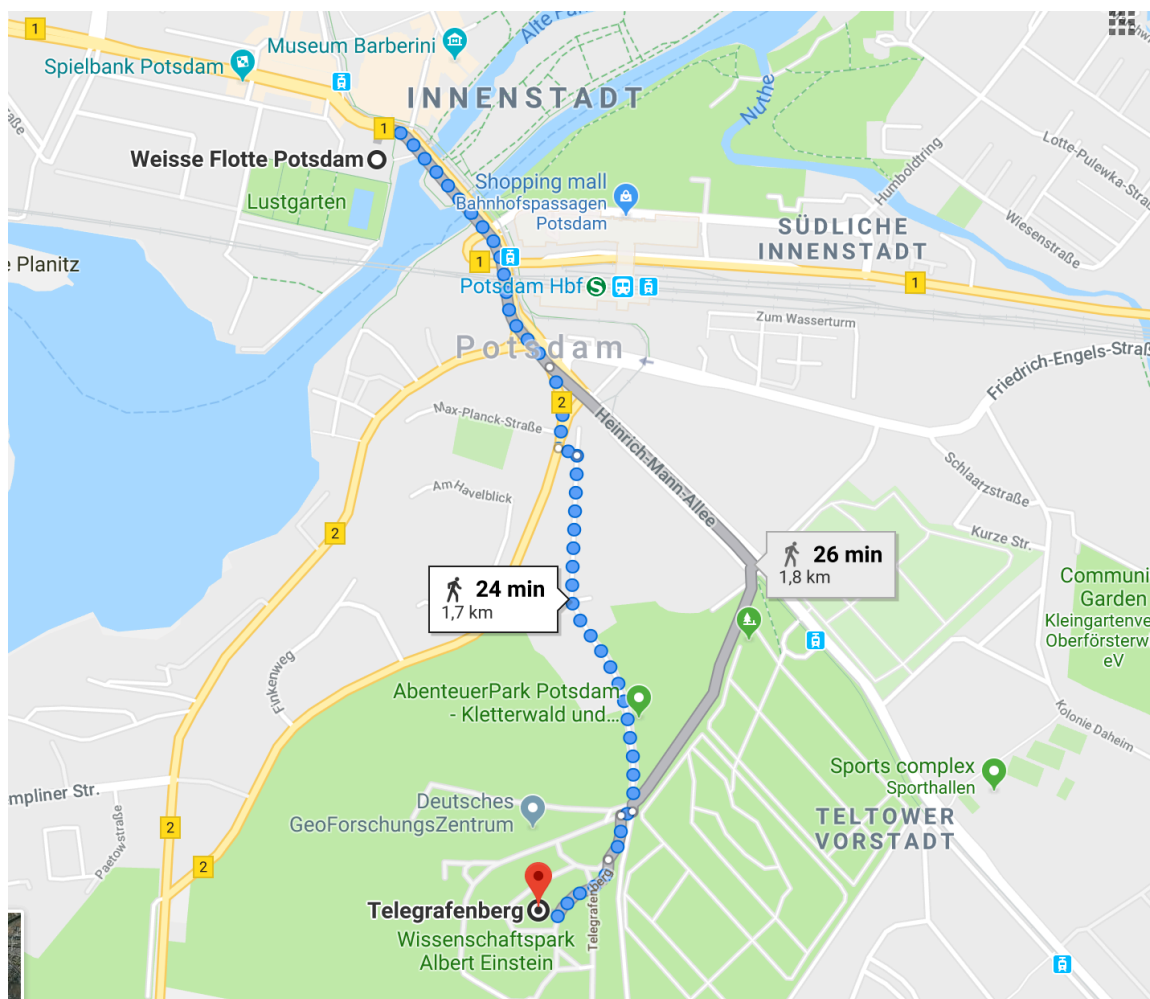 1
Museum Barberini
Spielbank Potsdam
INNENSTADT
Nuthe
1
Weisse Flotte Potsdam
Lotte-Pulewka-Stra
Humboldtring
Shopping mall
Bahnhofspassagen
Potsdam
Lustgarten
Wiesenstraße
SÜDLICHE
INNENSTADT
e Planitz
1
1
Potsdam Hbf
S
Zum Wasserturm
Potsdam
Friedrich-Engels-Straß
2
Max-Planck-Straße
Heinrich-Mann-Allee
Schlaatzstraße
Am Havelblick
2
Kurze Str.
26 min
1,8 km
24 min
1,7 km
Communi
Garden
Kleingartenve
Oberförsterw
eV
Finkenweg
AbenteuerPark Potsdam
- Kletterwald und...
Kolonie Daheim
Sports complex
Sporthallen
mpliner Str.
Deutsches
GeoForschungsZentrum
TELTOWER
VORSTADT
2
Paetowstraße
2
Telegrafenberg
Telegrafenberg
Wissenschaftspark
Albert Einstein